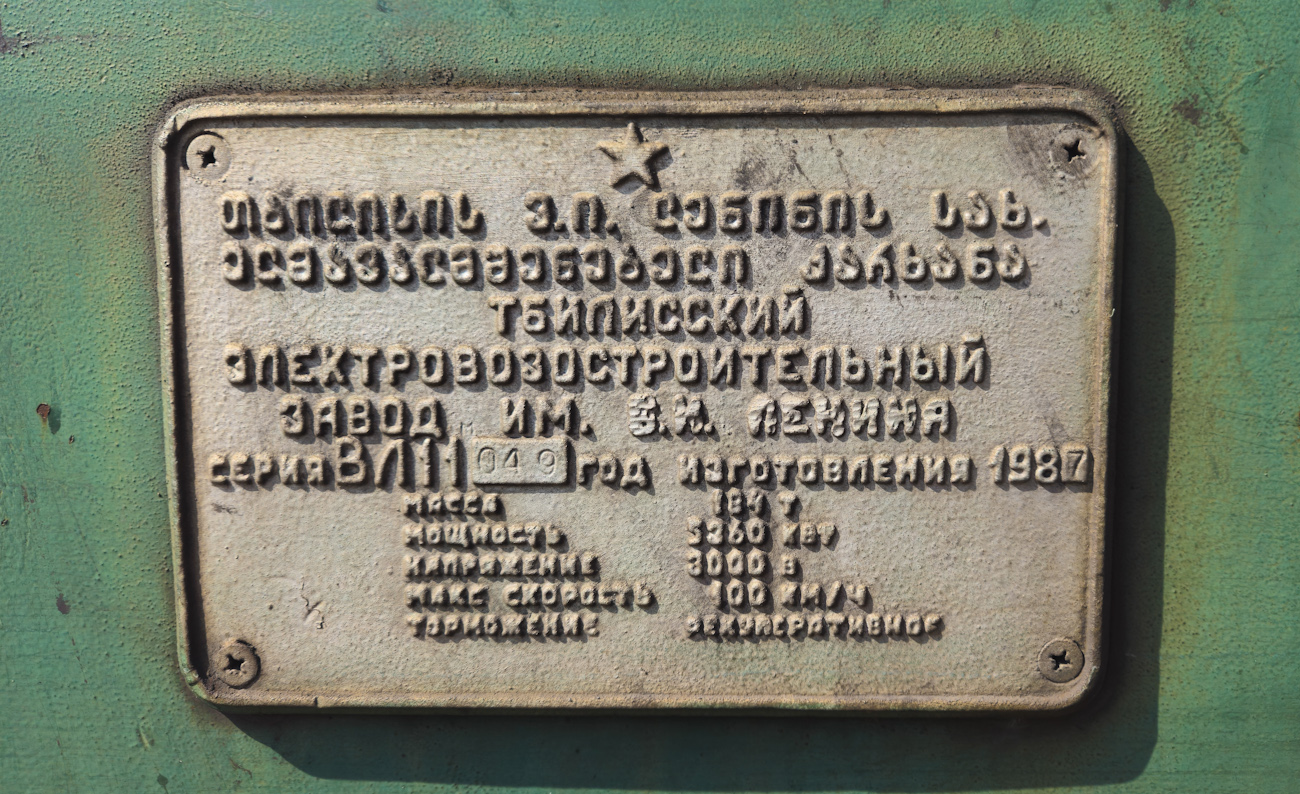 თბილისის ვ.ი. ლენინის სახ.
ელმავალმშენებელი ქარხანა
ТБИЛИССКИЙ
ЭЛЕКТРОВОЗОСТРОИТЕЛЬНЫЙ
ЗАВОД ИМ. В.И. ЛЕНИНА
СЕРИЯ ВЛ11М 049 ГОД ИЗГОТОВЛЕНИЯ 1987
МАССА 184 Т
МОЩНОСТЬ 5360 КВТ
НАПРЯЖЕНИЕ 3000 В
МАКС СКОРОСТЬ 100 КМ/Ч
ТОРМОЖЕНИЕ РЕКУПЕРАТИВНОЕ